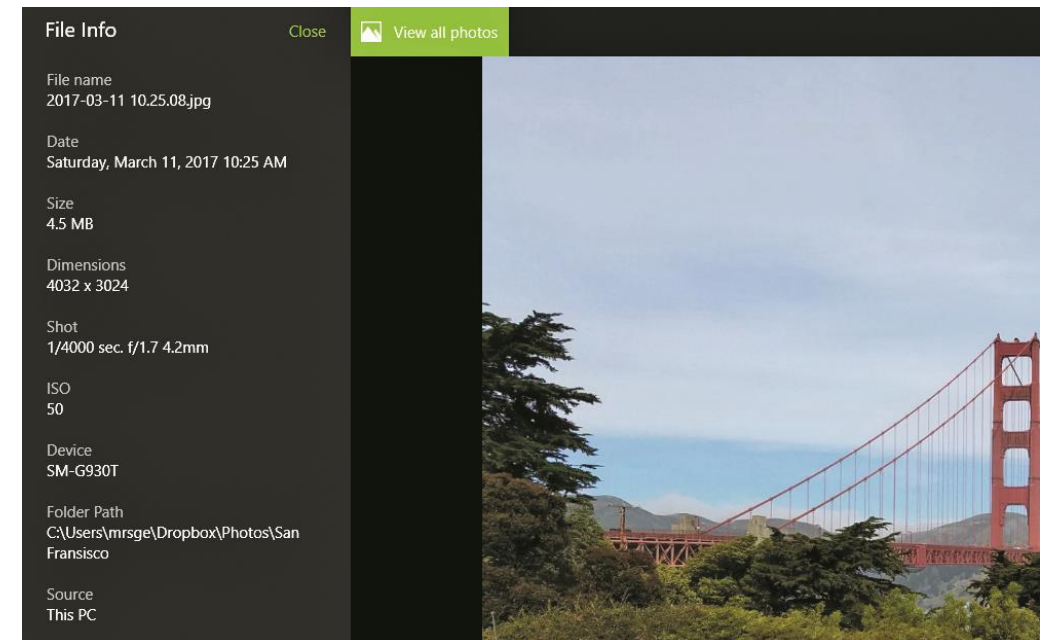 File Info
Close
View all photos
File name
2017-03-11 10.25.08.jpg
Date
Saturday, March 11, 2017 10:25 AM
Size
4.5 MB
Dimensions
4032 x 3024
Shot
1/4000 sec. f/1.7 4.2mm
ISO
50
Device
SM-G930T
Folder Path
C:\Users\mrsge\Dropbox\Photos\San
Fransisco
Source
This PC